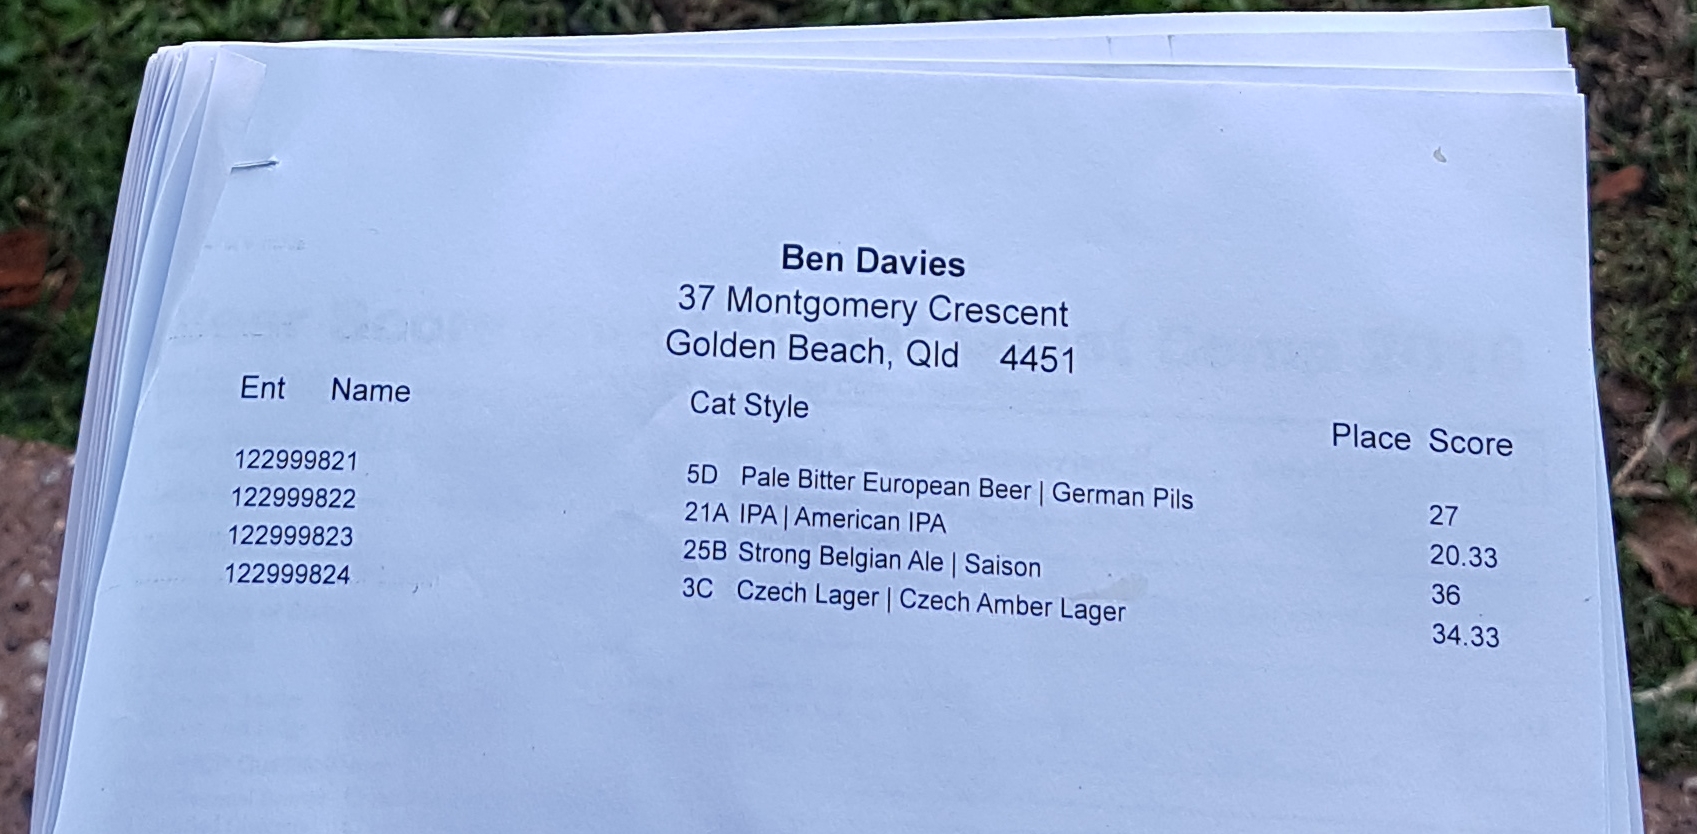 Ben Davies
37 Montgomery Crescent
Golden Beach, Qld 4451
Ent Name Cat Style Place Score
122999821 5D Pale Bitter European Beer | German Pils 27
122999822 21A IPA | American IPA 20.33
122999823 25B Strong Belgian Ale | Saison 36
122999824 3C Czech Lager | Czech Amber Lager 34.33